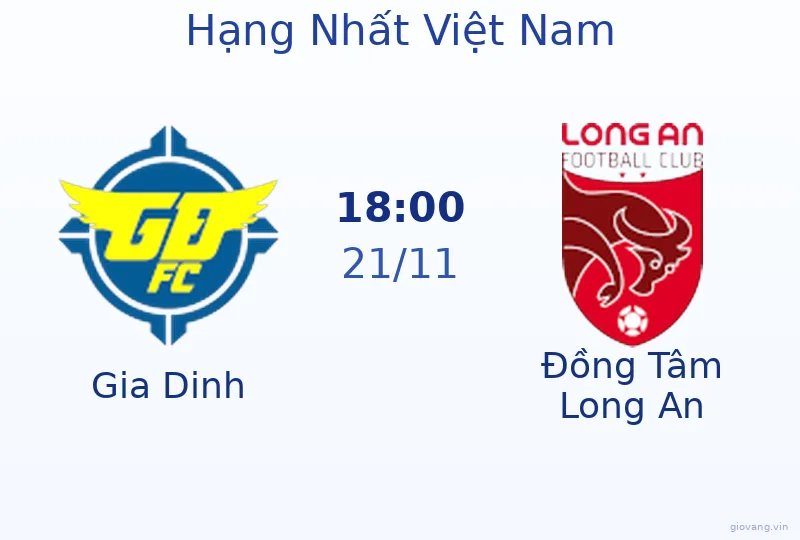 Hạng Nhất Việt Nam
GĐ
FC
LONG AN
FOOTBALL CLUB
18:00
21/11
Gia Dinh
Đồng Tâm
Long An
giovang.vin